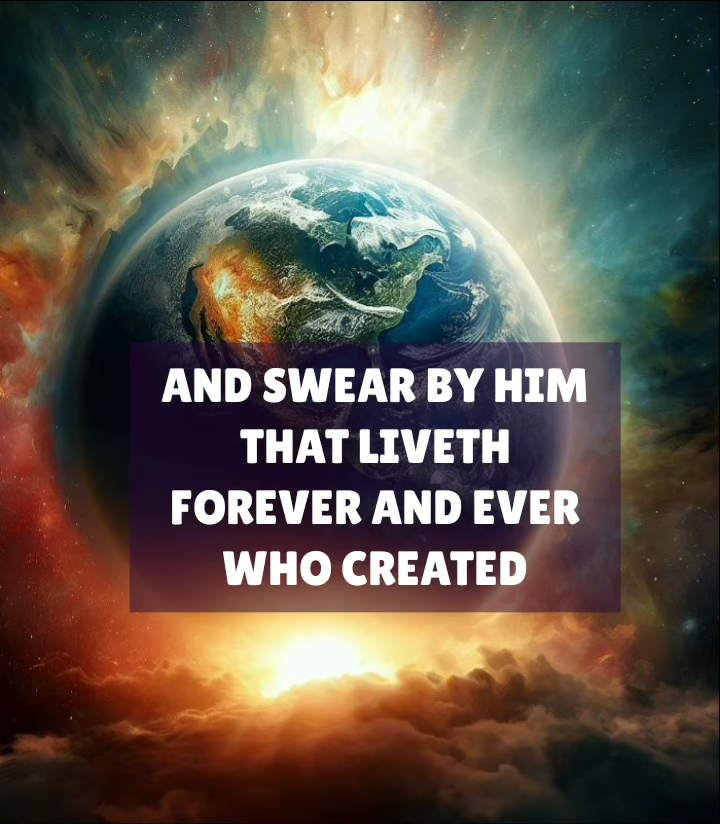 AND SWEAR BY HIM
THAT LIVETH
FOREVER AND EVER
WHO CREATED